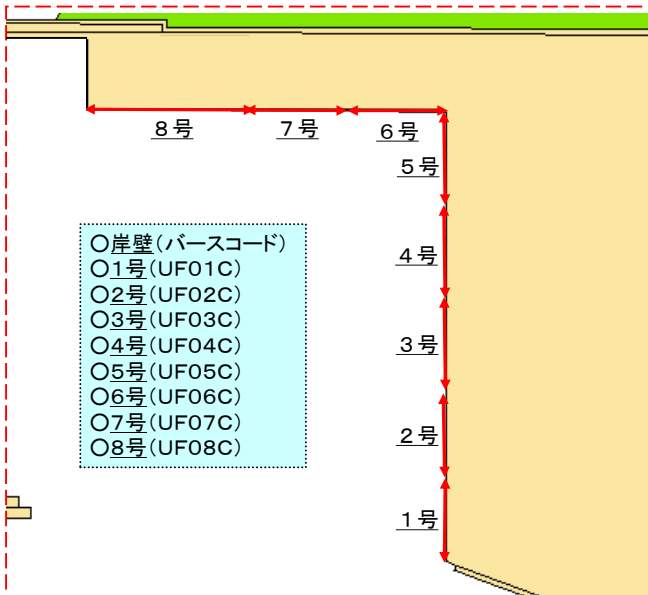 8号
7号
6号
5号
4号
3号
2号
1号
○岸壁(バースコード)
○1号(UF01C)
○2号(UF02C)
○3号(UF03C)
○4号(UF04C)
○5号(UF05C)
○6号(UF06C)
○7号(UF07C)
○8号(UF08C)